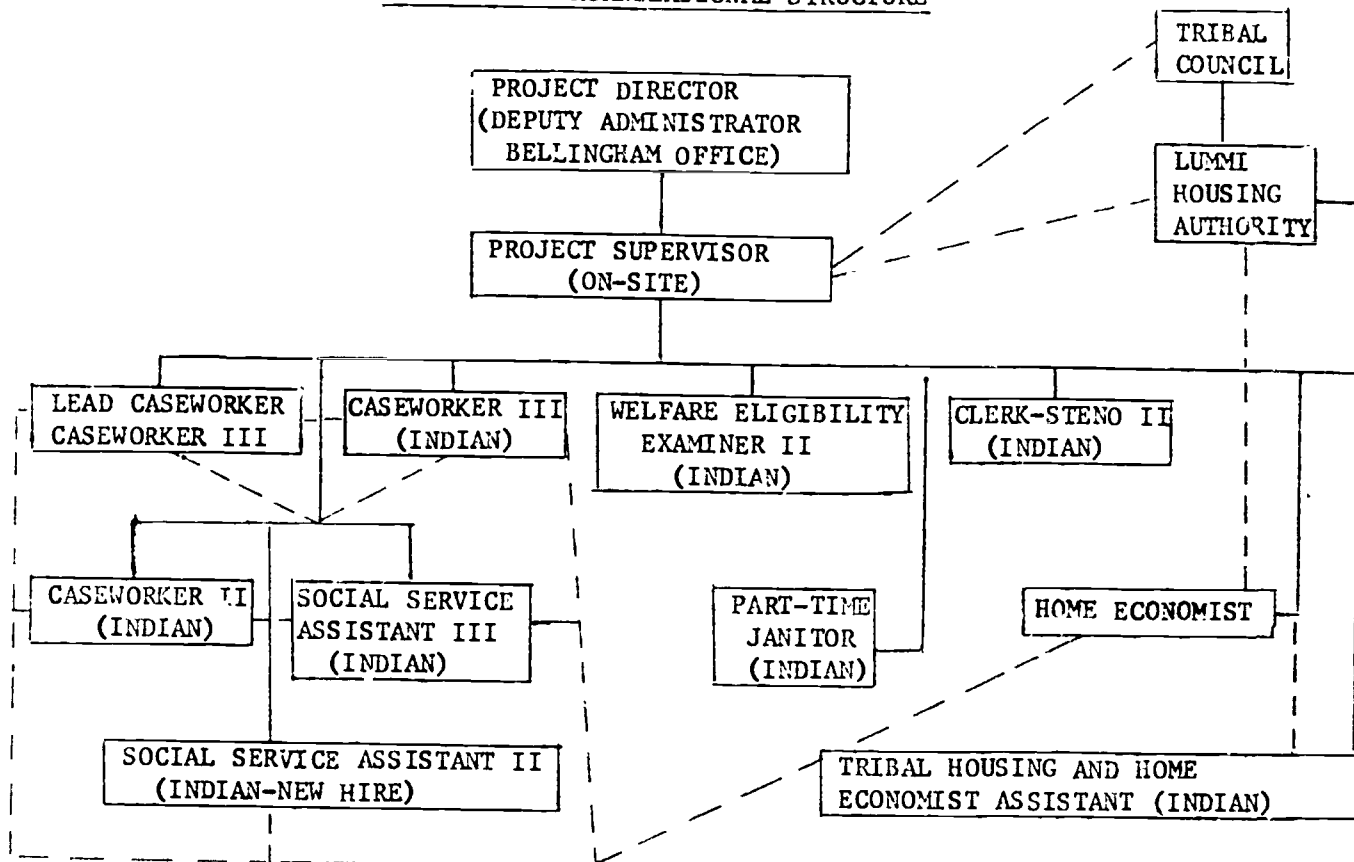 STRUCTURE
TRIBAL
COUNCIL
PROJECT DIRECTOR
(DEPUTY ADMINISTRATOR
BELLINGHAM OFFICE)
LUMMI
HOUSING
AUTHORITY
PROJECT SUPERVISOR
(ON-SITE)
LEAD CASEWORKER
CASEWORKER III
CASEWORKER III
(INDIAN)
WELFARE ELIGIBILITY
EXAMINER II
(INDIAN)
CLERK-STENO II
(INDIAN)
CASEWORKER II
(INDIAN)
SOCIAL SERVICE
ASSISTANT III
(INDIAN)
PART-TIME
JANITOR
(INDIAN)
HOME ECONOMIST
SOCIAL SERVICE ASSISTANT II
(INDIAN-NEW HIRE)
TRIBAL HOUSING AND HOME
ECONOMIST ASSISTANT (INDIAN)